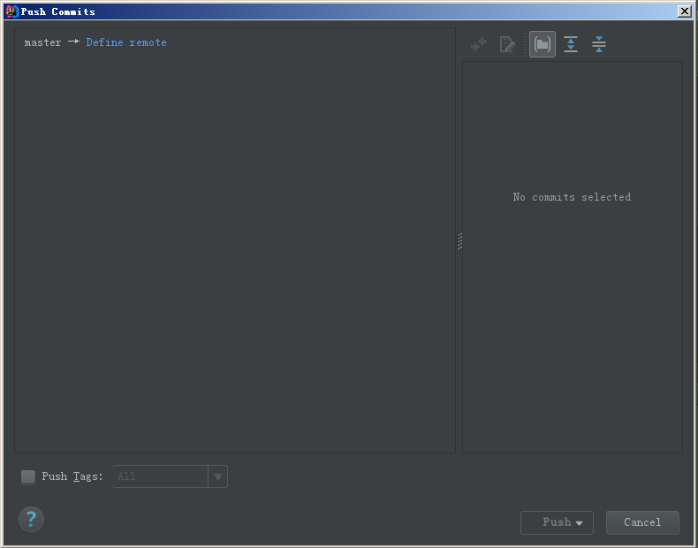 Push Commits
master → Define remote
No commits selected
Push Tags: All
?
Push Cancel